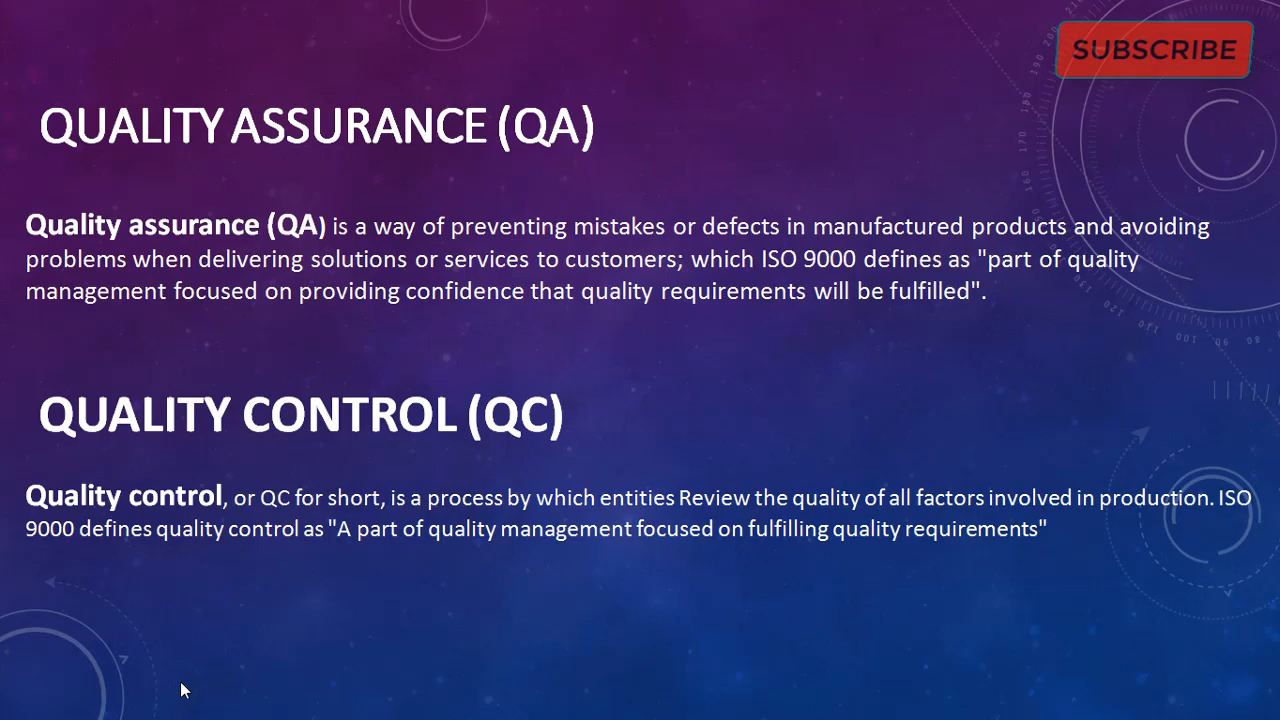 SUBSCRIBE
QUALITY ASSURANCE (QA)
Quality assurance (QA) is a way of preventing mistakes or defects in manufactured products and avoiding
problems when delivering solutions or services to customers; which ISO 9000 defines as "part of quality
management focused on providing confidence that quality requirements will be fulfilled".
QUALITY CONTROL (QC)
Quality control, or QC for short, is a process by which entities Review the quality of all factors involved in production. ISO
9000 defines quality control as "A part of quality management focused on fulfilling quality requirements"